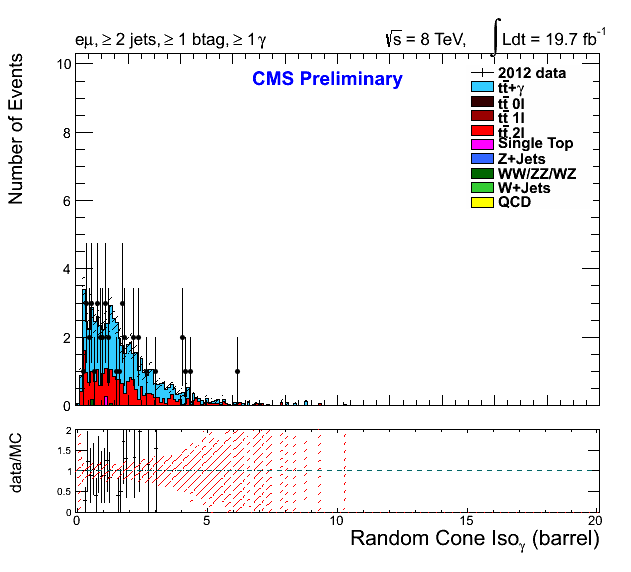 eμ, ≥ 2 jets, ≥ 1 btag, ≥ 1 γ √s = 8 TeV, ∫ Ldt = 19.7 fb⁻¹
CMS Preliminary
2012 data
tt̅+γ
tt̅ 0l
tt̅ 1l
tt̅ 2l
Single Top
Z+Jets
WW/ZZ/WZ
W+Jets
QCD
Number of Events
10
8
6
4
2
0
data/MC
2
1.5
1
0.5
0
0 5 10 15 20
Random Cone Iso_γ (barrel)